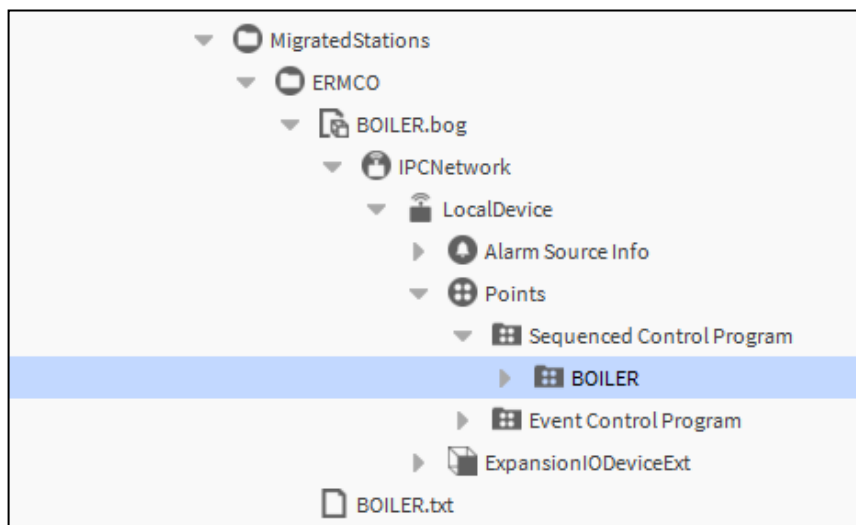 MigratedStations
ERMCO
BOILER.bog
IPCNetwork
LocalDevice
Alarm Source Info
Points
Sequenced Control Program
BOILER
Event Control Program
ExpansionIODeviceExt
BOILER.txt